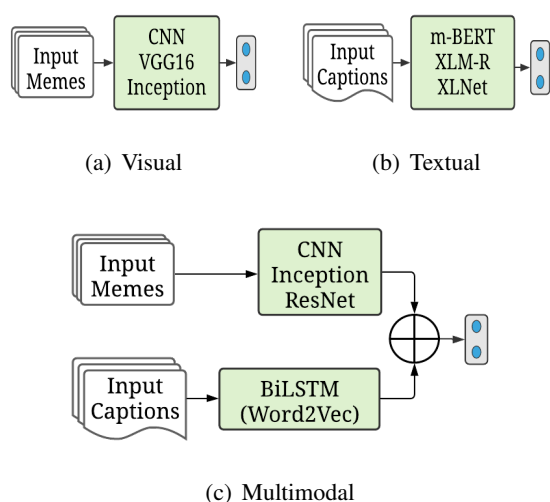 Input
Memes
CNN
VGG16
Inception
Input
Captions
m-BERT
XLM-R
XLNet
(a) Visual
(b) Textual
Input
Memes
CNN
Inception
ResNet
Input
Captions
BiLSTM
(Word2Vec)
(c) Multimodal